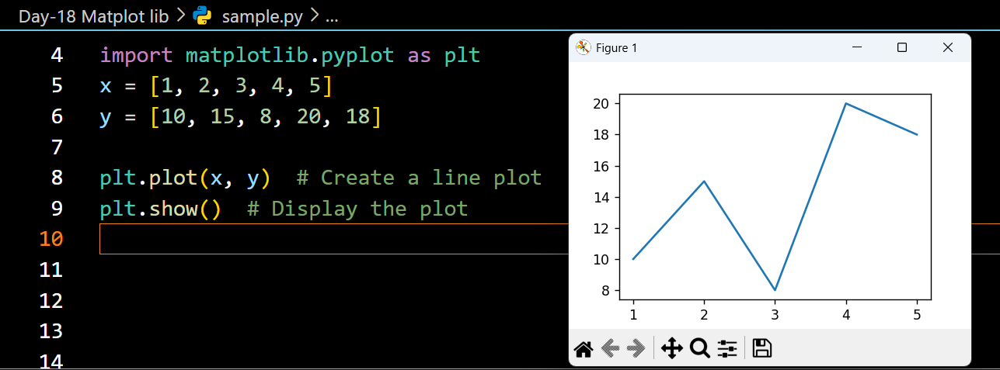 Day-18 Matplot lib > sample.py > ...
4 import matplotlib.pyplot as plt
5 x = [1, 2, 3, 4, 5]
6 y = [10, 15, 8, 20, 18]
7
8 plt.plot(x, y)  # Create a line plot
9 plt.show()  # Display the plot
10
11
12
13
14
Figure 1
20
18
16
14
12
10
8
1 2 3 4 5